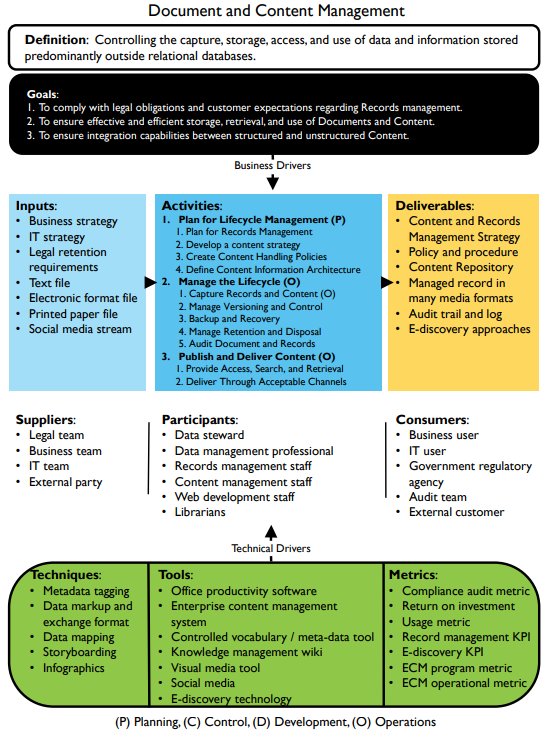 Document and Content Management
Definition: Controlling the capture, storage, access, and use of data and information stored
predominantly outside relational databases.
Goals:
1. To comply with legal obligations and customer expectations regarding Records management.
2. To ensure effective and efficient storage, retrieval, and use of Documents and Content.
3. To ensure integration capabilities between structured and unstructured Content.
Business Drivers
Inputs:
• Business strategy
• IT strategy
• Legal retention
requirements
• Text file
• Electronic format file
• Printed paper file
• Social media stream
Activities:
1. Plan for Lifecycle Management (P)
1. Plan for Records Management
2. Develop a content strategy
3. Create Content Handling Policies
4. Define Content Information Architecture
2. Manage the Lifecycle (O)
1. Capture Records and Content (O)
2. Manage Versioning and Control
3. Backup and Recovery
4. Manage Retention and Disposal
5. Audit Document and Records
3. Publish and Deliver Content (O)
1. Provide Access, Search, and Retrieval
2. Deliver Through Acceptable Channels
Deliverables:
• Content and Records
Management Strategy
• Policy and procedure
• Content Repository
• Managed record in
many media formats
• Audit trail and log
• E-discovery approaches
Suppliers:
• Legal team
• Business team
• IT team
• External party
Participants:
• Data steward
• Data management professional
• Records management staff
• Content management staff
• Web development staff
• Librarians
Consumers:
• Business user
• IT user
• Government regulatory
agency
• Audit team
• External customer
Technical Drivers
Techniques:
• Metadata tagging
• Data markup and
exchange format
• Data mapping
• Storyboarding
• Infographics
Tools:
• Office productivity software
• Enterprise content management
system
• Controlled vocabulary / meta-data tool
• Knowledge management wiki
• Visual media tool
• Social media
• E-discovery technology
Metrics:
• Compliance audit metric
• Return on investment
• Usage metric
• Record management KPI
• E-discovery KPI
• ECM program metric
• ECM operational metric
(P) Planning, (C) Control, (D) Development, (O) Operations